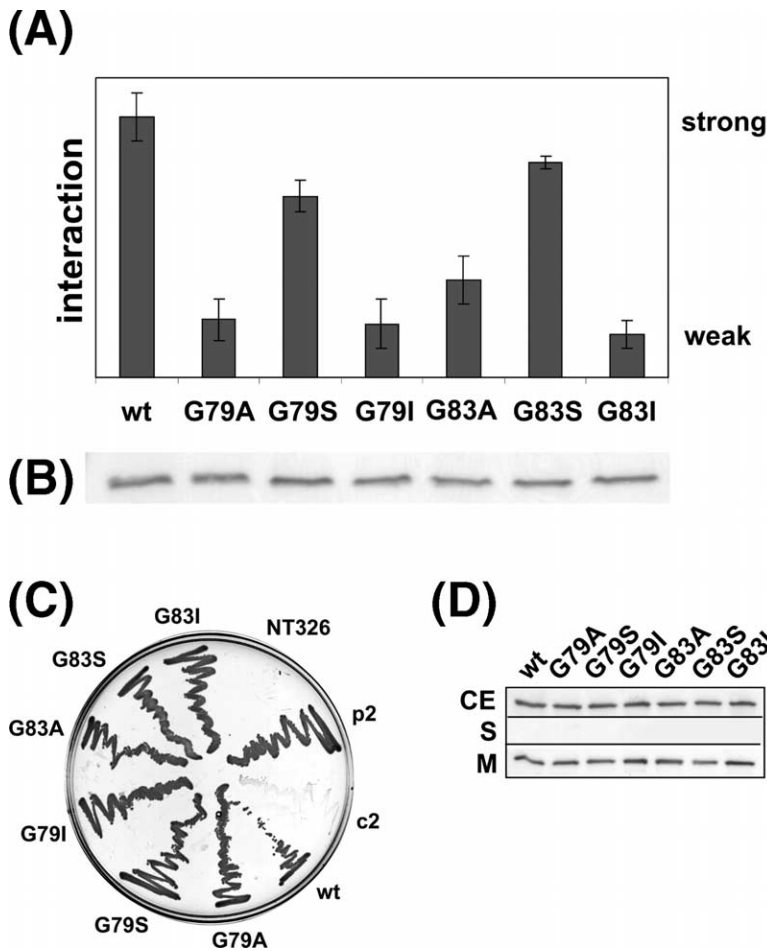 (A)
interaction
strong
weak
wt G79A G79S G79I G83A G83S G83I
(B)
(C)
G83I
NT326
G83S
p2
G83A
G79I
c2
G79S
wt
G79A
(D)
wt G79A G79S G79I G83A G83S G83I
CE
S
M